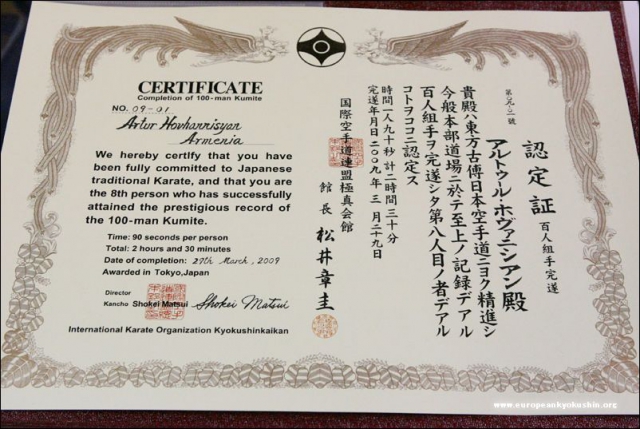 CERTIFICATE
Completion of 100-man Kumite
NO. 09-01
Artur Hovhannisyan
Armenia
We hereby certify that you have
been fully committed to Japanese
traditional Karate, and that you are
the 8th person who has successfully
attained the prestigious record of
the 100-man Kumite.
Time: 90 seconds per person
Total: 2 hours and 30 minutes
Date of completion: 29th March, 2009
Awarded in Tokyo,Japan
Director
Kancho Shokei Matsui Shokei Matsui
International Karate Organization Kyokushinkaikan
認定証 百人組手完遂
アルトゥール・ホヴァニシアン殿
貴殿ハ東方古傳日本空手道ニヨク精進シ
今般本部道場ニ於テ至上ノ記録デアル
百人組手ヲ完遂シタ第八人目ノ者デアル
コトヲココニ認定ス
時間一人九十秒計二時間三十分
完遂年月日二〇〇九年 三月二十九日
国際空手道連盟極真会館
館長 松井章圭
www.europeankyokushin.org